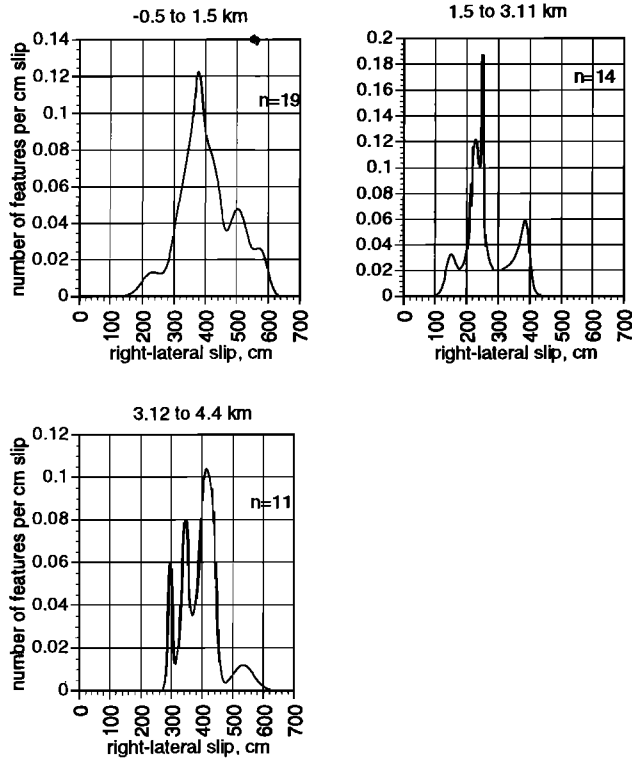 -0.5 to 1.5 km
number of features per cm slip
0.14
0.12
0.1
0.08
0.06
0.04
0.02
0
n=19
0 100 200 300 400 500 600 700
right-lateral slip, cm
1.5 to 3.11 km
0.2
0.18
0.16
0.14
0.12
0.1
0.08
0.06
0.04
0.02
0
n=14
0 100 200 300 400 500 600 700
right-lateral slip, cm
3.12 to 4.4 km
number of features per cm slip
0.12
0.1
0.08
0.06
0.04
0.02
0
n=11
0 100 200 300 400 500 600 700
right-lateral slip, cm